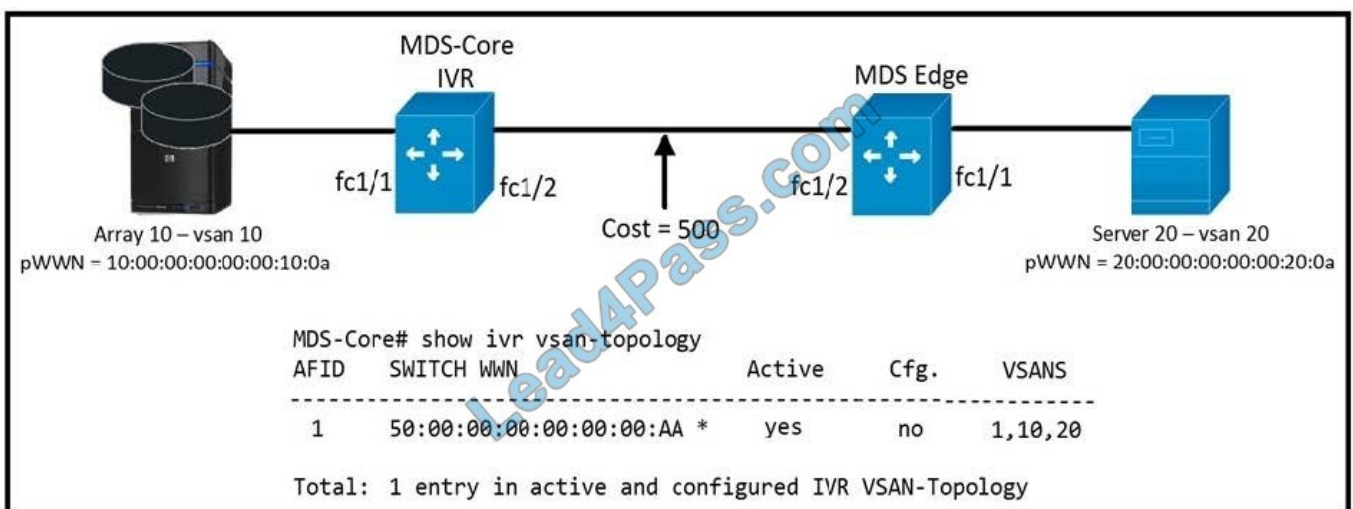 MDS-Core
IVR
MDS Edge
fc1/1
fc1/2
fc1/2
fc1/1
Cost = 500
Array 10 – vsan 10
pWWN = 10:00:00:00:00:00:10:0a
Server 20 – vsan 20
pWWN = 20:00:00:00:00:00:20:0a
Lead4Pass.com
MDS-Core# show ivr vsan-topology
AFID SWITCH WWN Active Cfg. VSANS
1 50:00:00:00:00:00:00:AA * yes no 1,10,20
Total: 1 entry in active and configured IVR VSAN-Topology